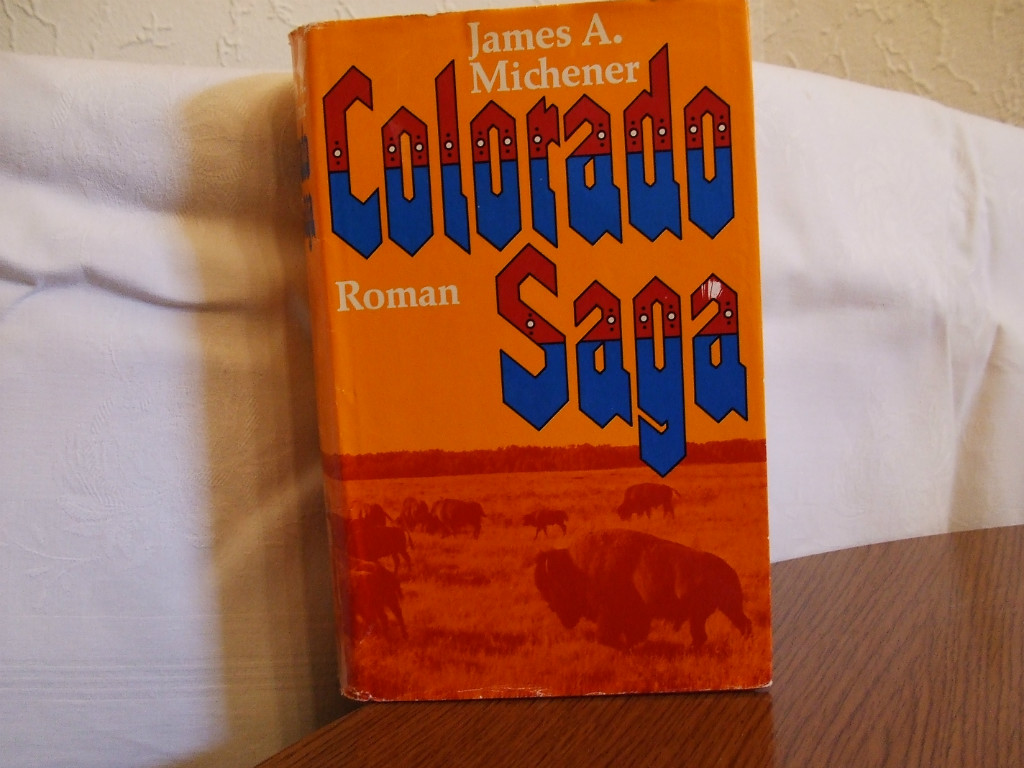 James A.
Michener
Colorado
Saga
Roman